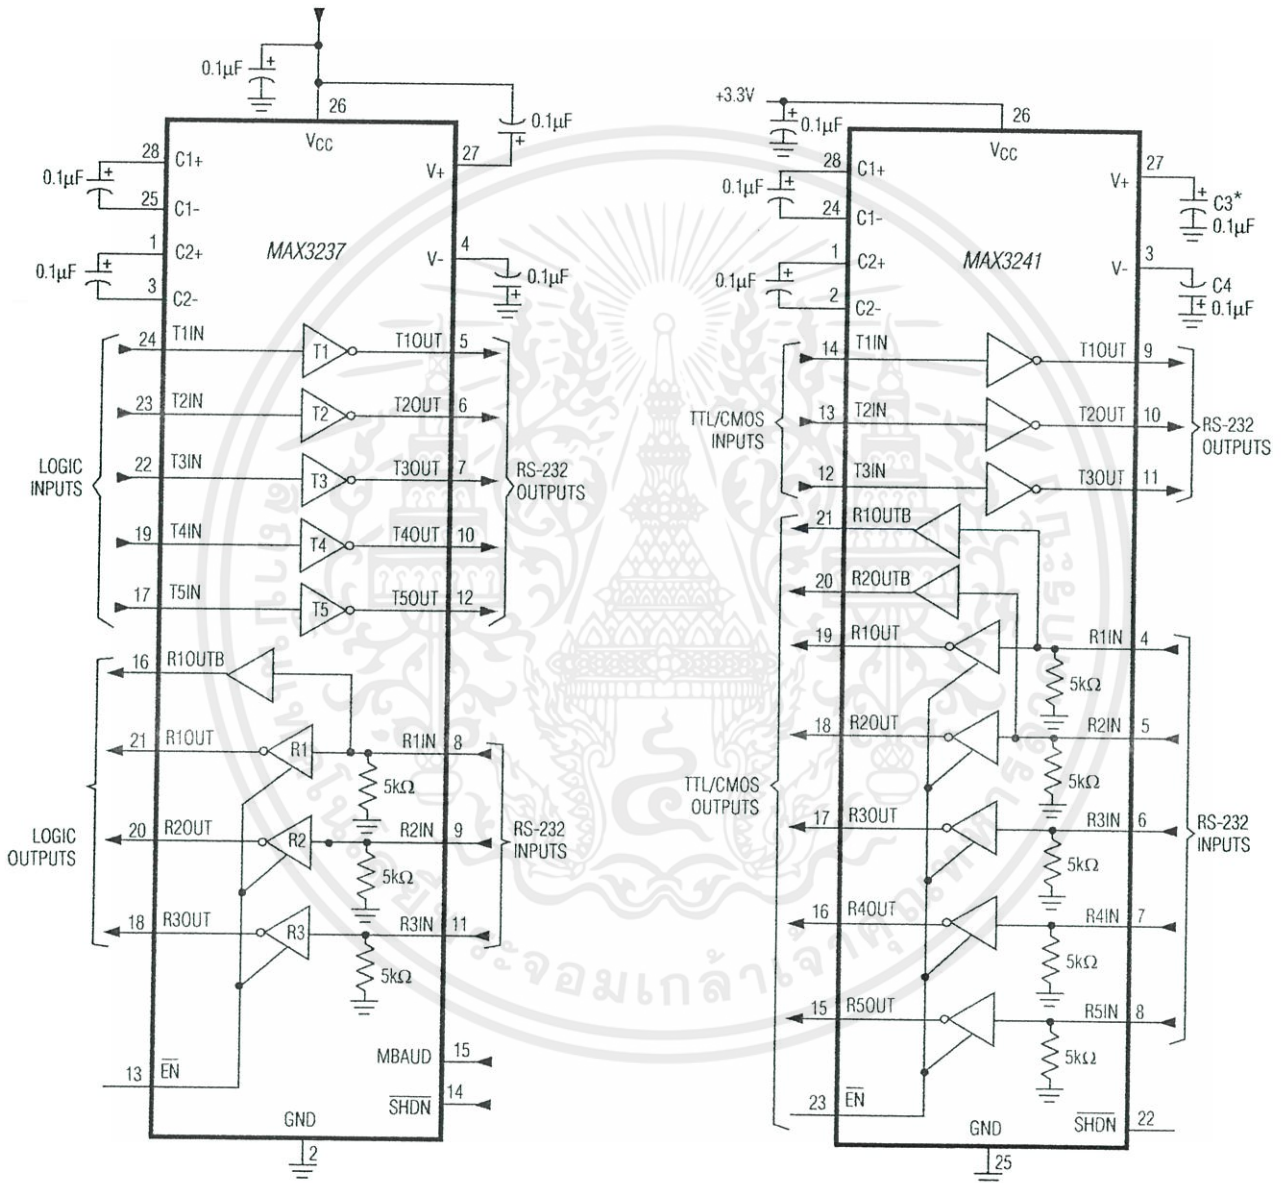 0.1µF
+
26
VCC
0.1µF
+
27
V+
28
C1+
0.1µF
+
25
C1-
1
C2+
MAX3237
4
V-
0.1µF
+
3
C2-
0.1µF
+
24
T1IN
T1
T1OUT
5
23
T2IN
T2
T2OUT
6
LOGIC
INPUTS
22
T3IN
T3
T3OUT
7
RS-232
OUTPUTS
19
T4IN
T4
T4OUT
10
17
T5IN
T5
T5OUT
12
16
R1OUTB
21
R1OUT
R1
R1IN
8
5kΩ
LOGIC
OUTPUTS
20
R2OUT
R2
R2IN
9
RS-232
INPUTS
5kΩ
18
R3OUT
R3
R3IN
11
5kΩ
MBAUD
15
13
EN
SHDN
14
GND
2
+3.3V
+
0.1µF
26
VCC
28
C1+
27
V+
0.1µF
+
+
C3*
0.1µF
24
C1-
1
C2+
MAX3241
3
V-
0.1µF
+
C4
+
0.1µF
2
C2-
14
T1IN
T1OUT
9
TTL/CMOS
INPUTS
13
T2IN
T2OUT
10
RS-232
OUTPUTS
12
T3IN
T3OUT
11
21
R1OUTB
20
R2OUTB
19
R1OUT
R1IN
4
5kΩ
18
R2OUT
R2IN
5
5kΩ
TTL/CMOS
OUTPUTS
17
R3OUT
R3IN
6
RS-232
INPUTS
5kΩ
16
R4OUT
R4IN
7
5kΩ
15
R5OUT
R5IN
8
5kΩ
23
EN
SHDN
22
GND
25